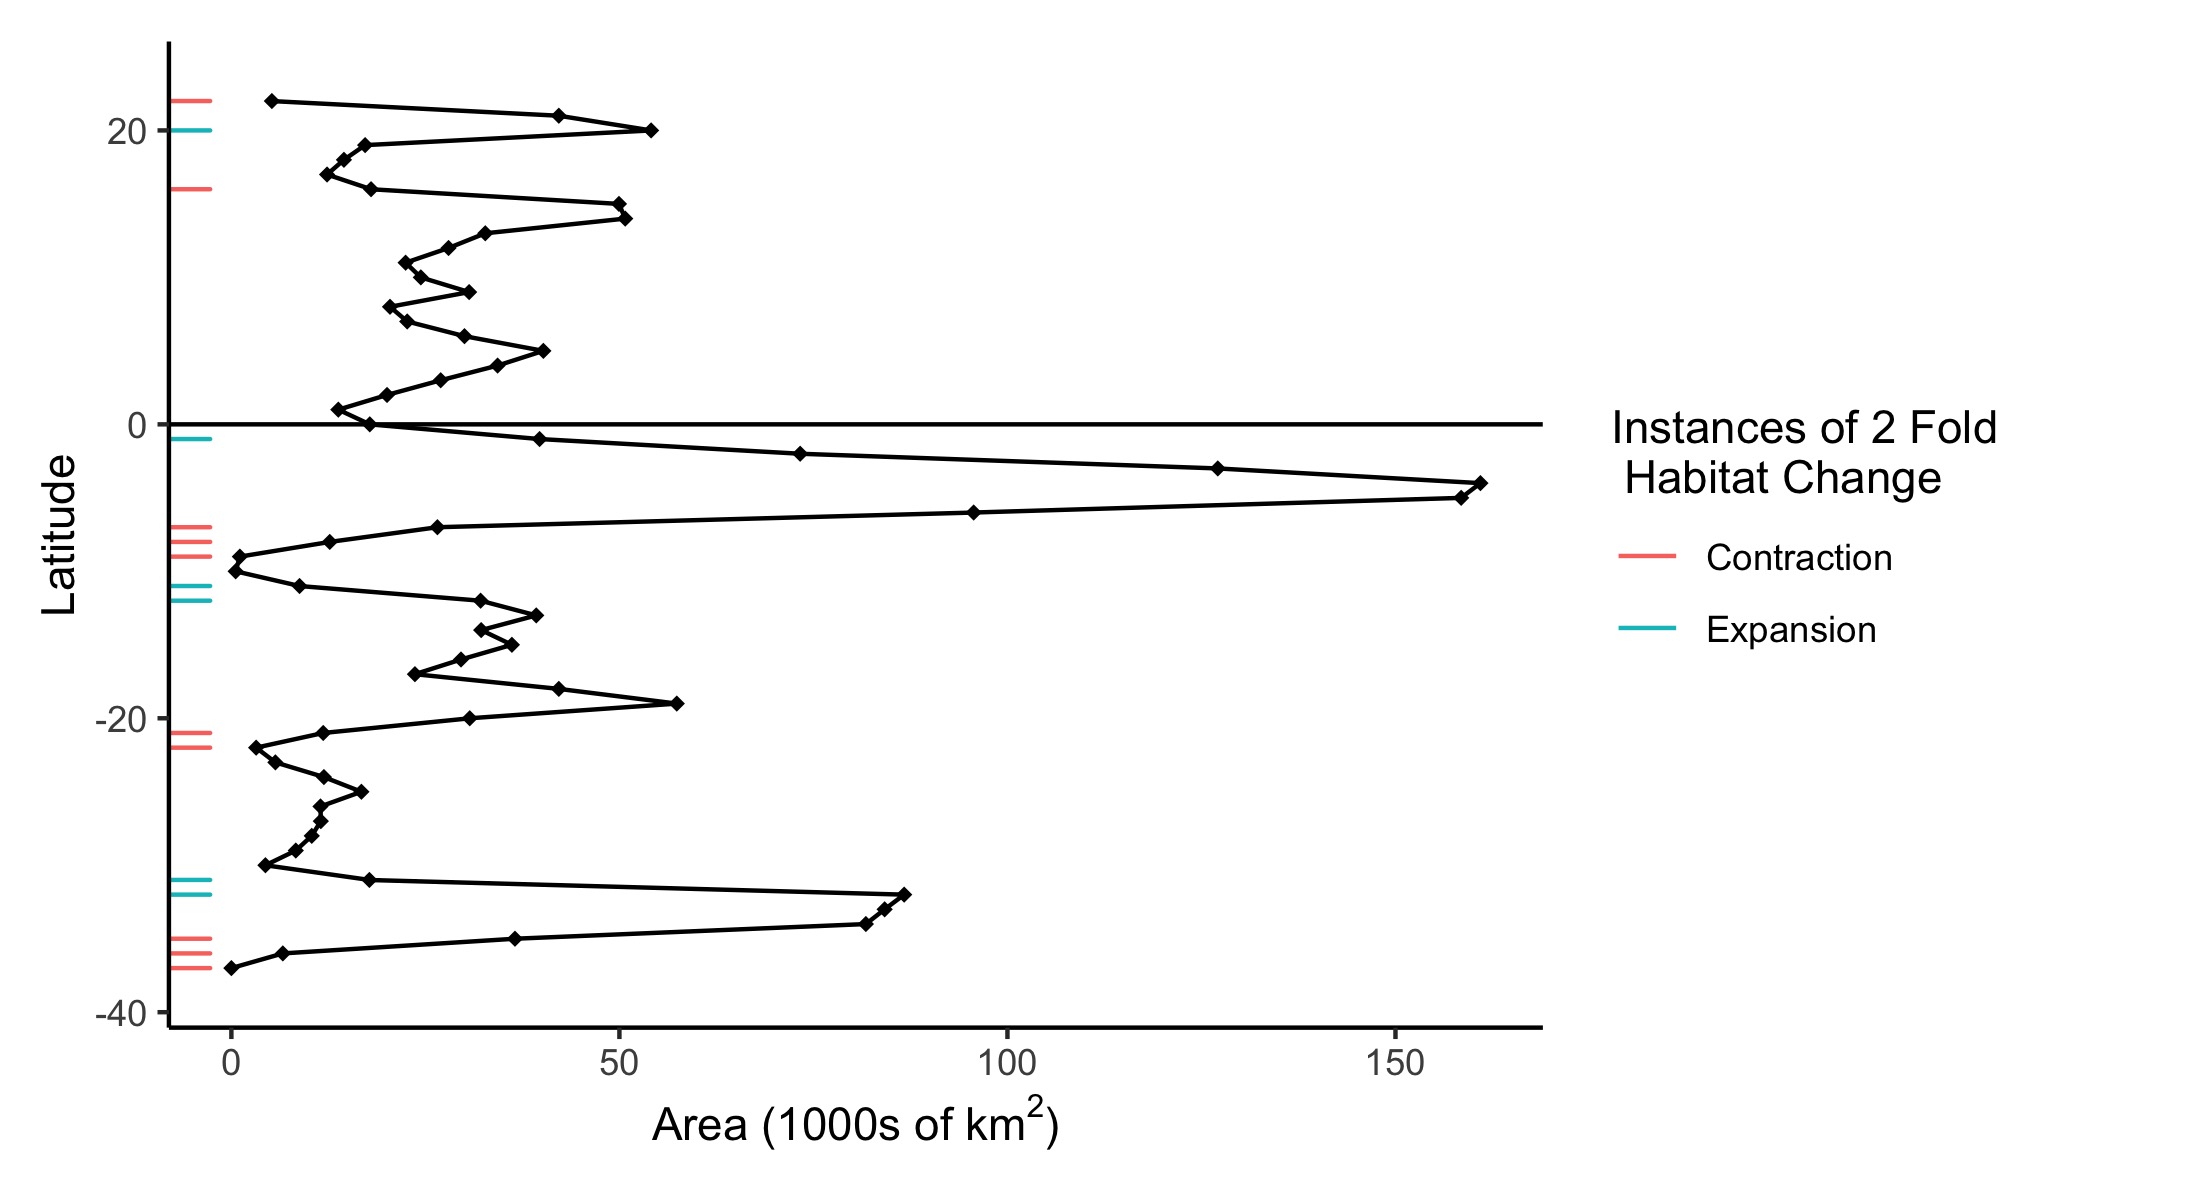 20
0
-20
-40
Latitude
0
50
100
150
Area (1000s of km²)
Instances of 2 Fold
Habitat Change
Contraction
Expansion